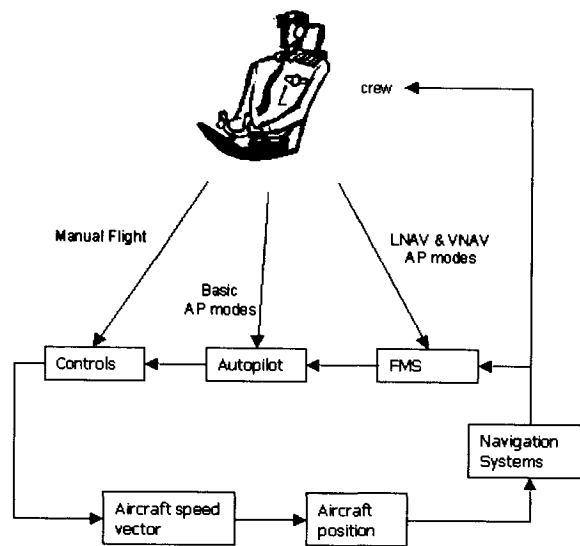 crew
Manual Flight
LNAV & VNAV
AP modes
Basic
AP modes
Controls
Autopilot
FMS
Navigation
Systems
Aircraft speed
vector
Aircraft
position